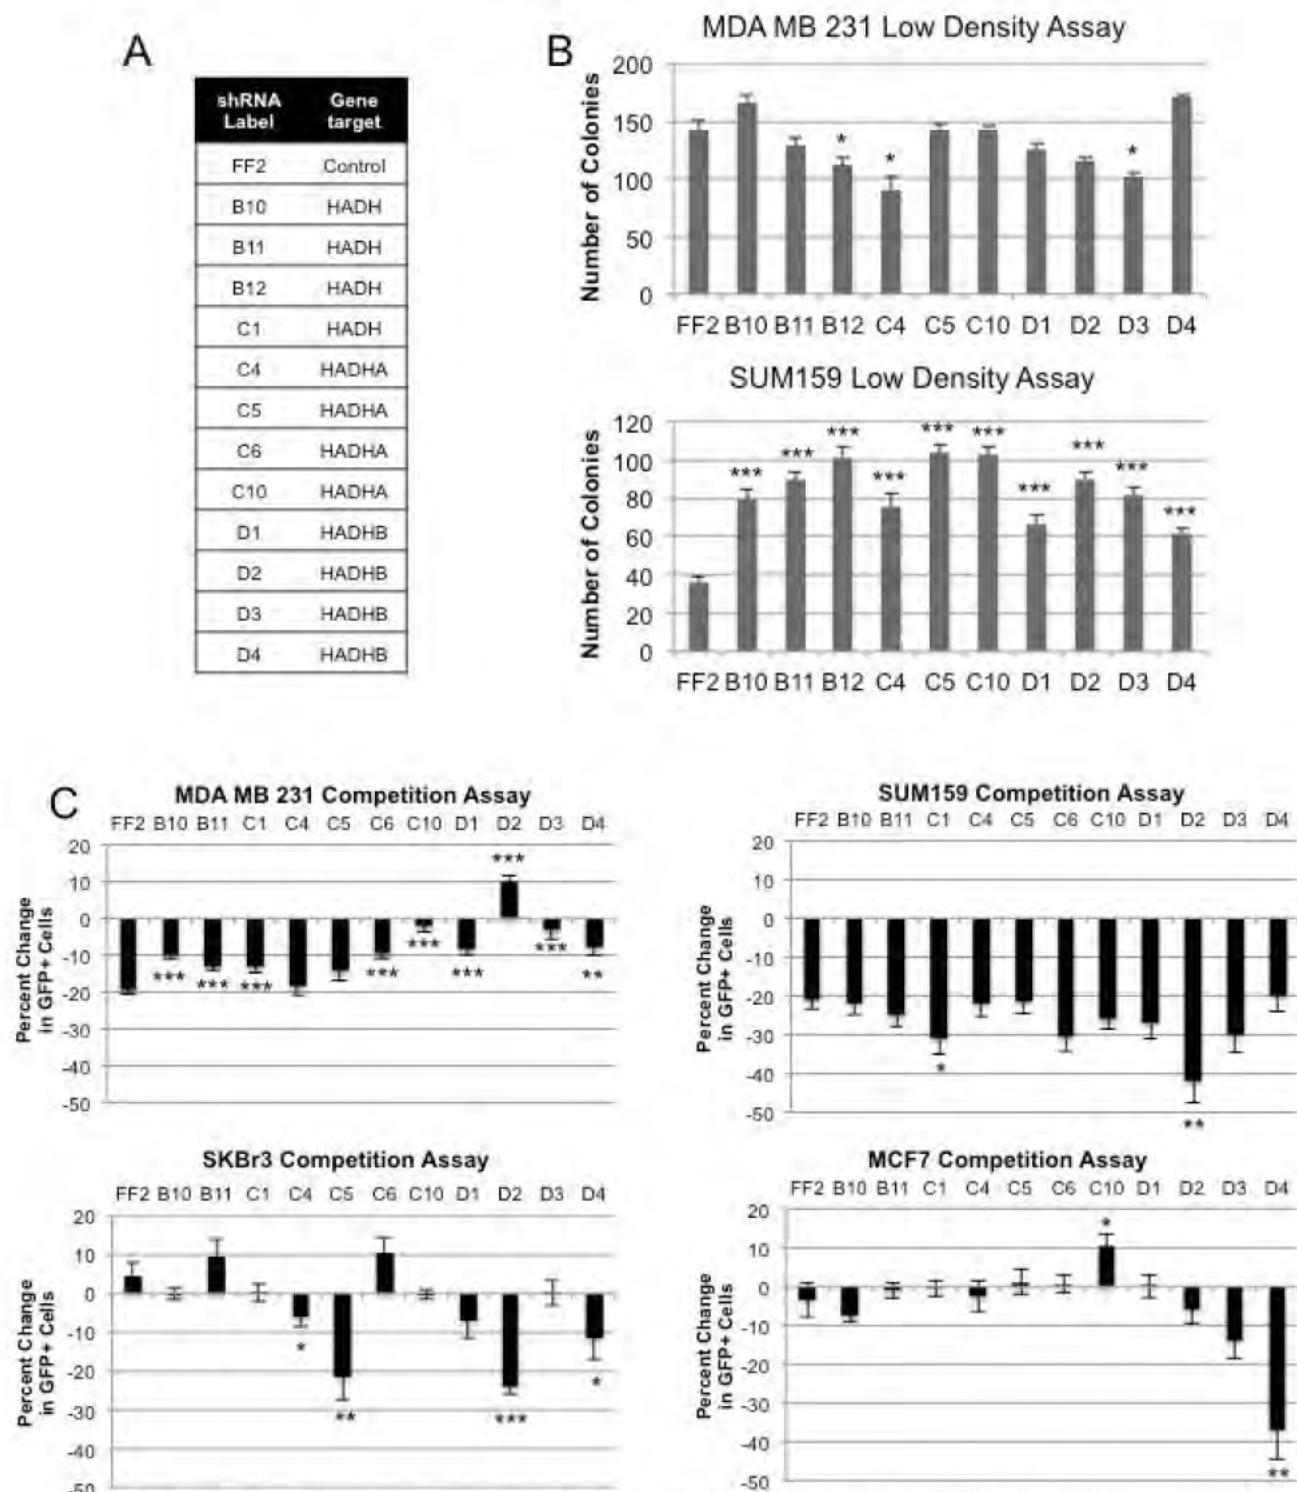 A
shRNA Label Gene target
FF2 Control
B10 HADH
B11 HADH
B12 HADH
C1 HADH
C4 HADHA
C5 HADHA
C6 HADHA
C10 HADHA
D1 HADHB
D2 HADHB
D3 HADHB
D4 HADHB
B
MDA MB 231 Low Density Assay
Number of Colonies
200
150
100
50
0
* * *
FF2 B10 B11 B12 C4 C5 C10 D1 D2 D3 D4
SUM159 Low Density Assay
Number of Colonies
120
100
80
60
40
20
0
*** *** *** *** *** *** *** *** *** ***
FF2 B10 B11 B12 C4 C5 C10 D1 D2 D3 D4
C
MDA MB 231 Competition Assay
FF2 B10 B11 C1 C4 C5 C6 C10 D1 D2 D3 D4
Percent Change
in GFP+ Cells
20
10
0
-10
-20
-30
-40
-50
*** *** *** *** *** *** *** *** **
SUM159 Competition Assay
FF2 B10 B11 C1 C4 C5 C6 C10 D1 D2 D3 D4
Percent Change
in GFP+ Cells
20
10
0
-10
-20
-30
-40
-50
* **
SKBr3 Competition Assay
FF2 B10 B11 C1 C4 C5 C6 C10 D1 D2 D3 D4
Percent Change
in GFP+ Cells
20
10
0
-10
-20
-30
-40
-50
* ** *** *
MCF7 Competition Assay
FF2 B10 B11 C1 C4 C5 C6 C10 D1 D2 D3 D4
Percent Change
in GFP+ Cells
20
10
0
-10
-20
-30
-40
-50
* **